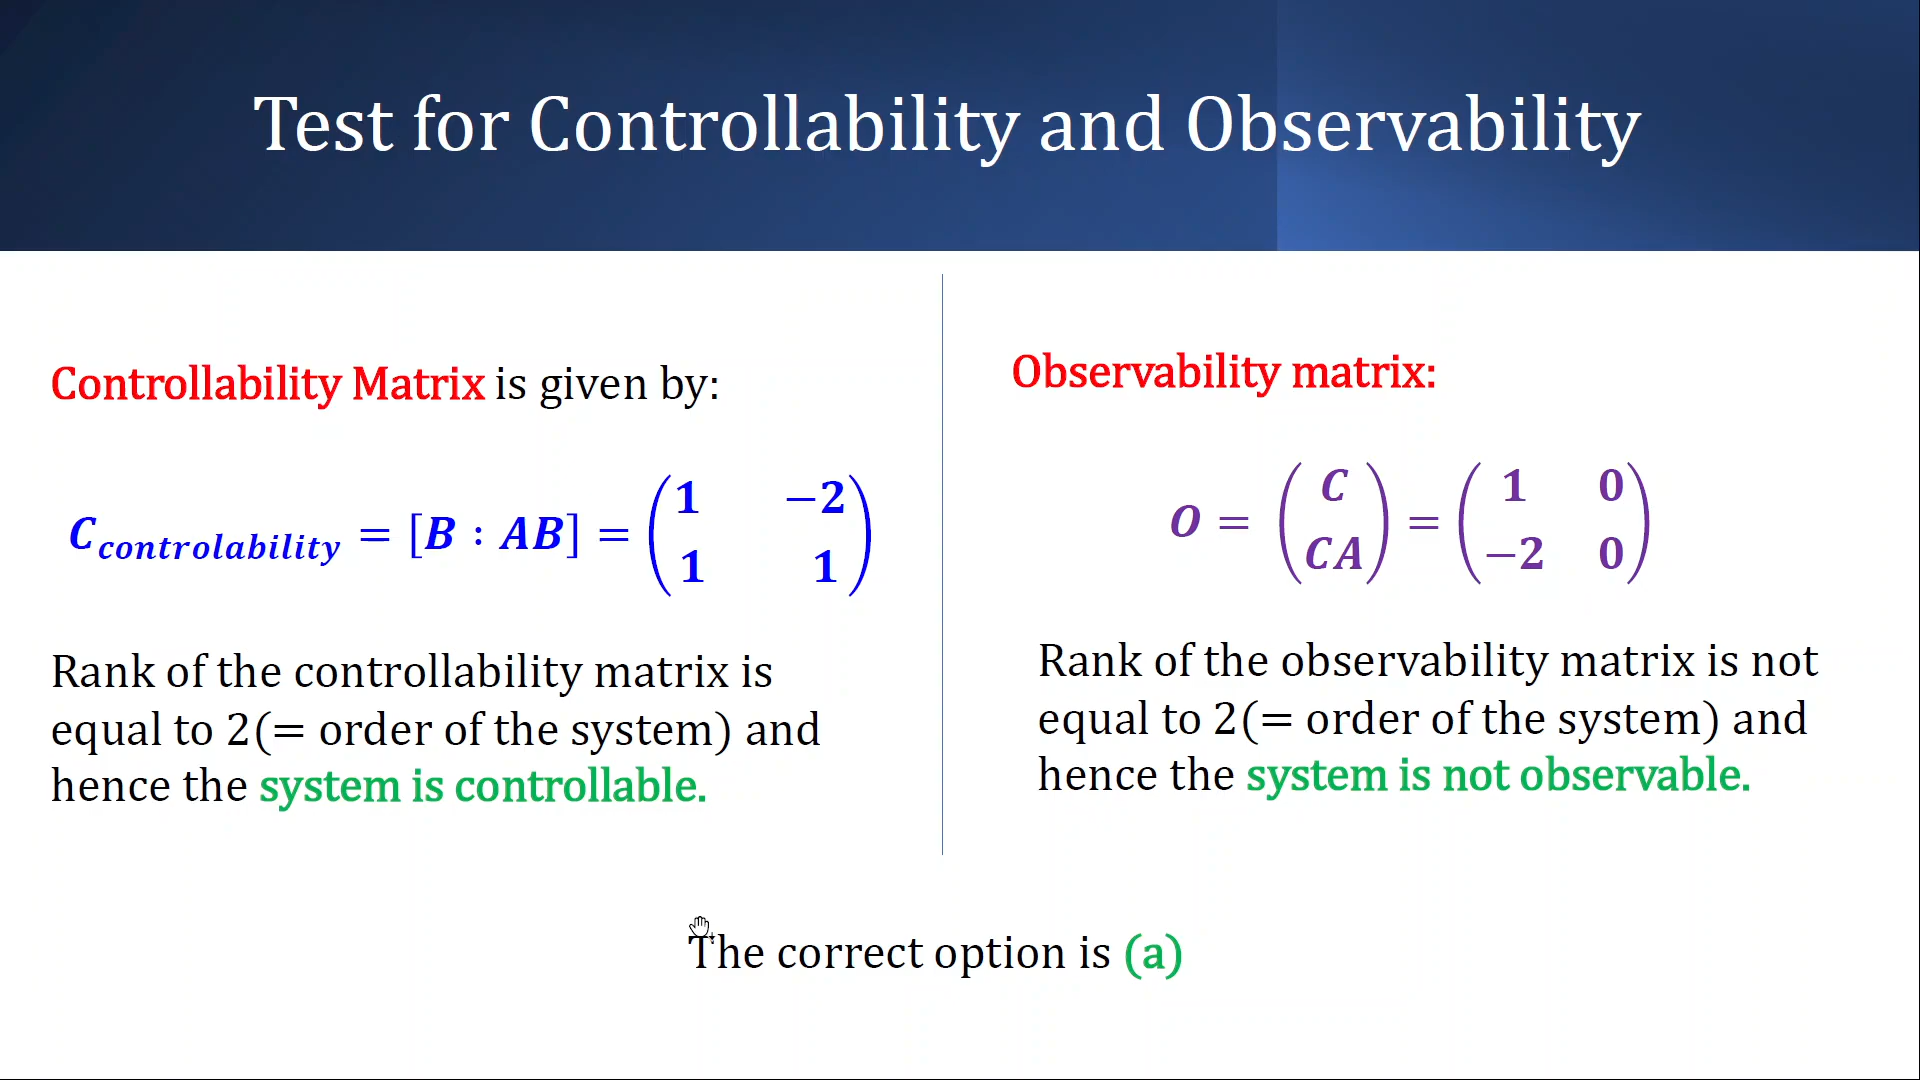 Test for Controllability and Observability
Controllability Matrix is given by:
C_controlability = [B : AB] = (1 −2
1 1)
Rank of the controllability matrix is
equal to 2(= order of the system) and
hence the system is controllable.
Observability matrix:
O = (C
CA) = (1 0
−2 0)
Rank of the observability matrix is not
equal to 2(= order of the system) and
hence the system is not observable.
The correct option is (a)